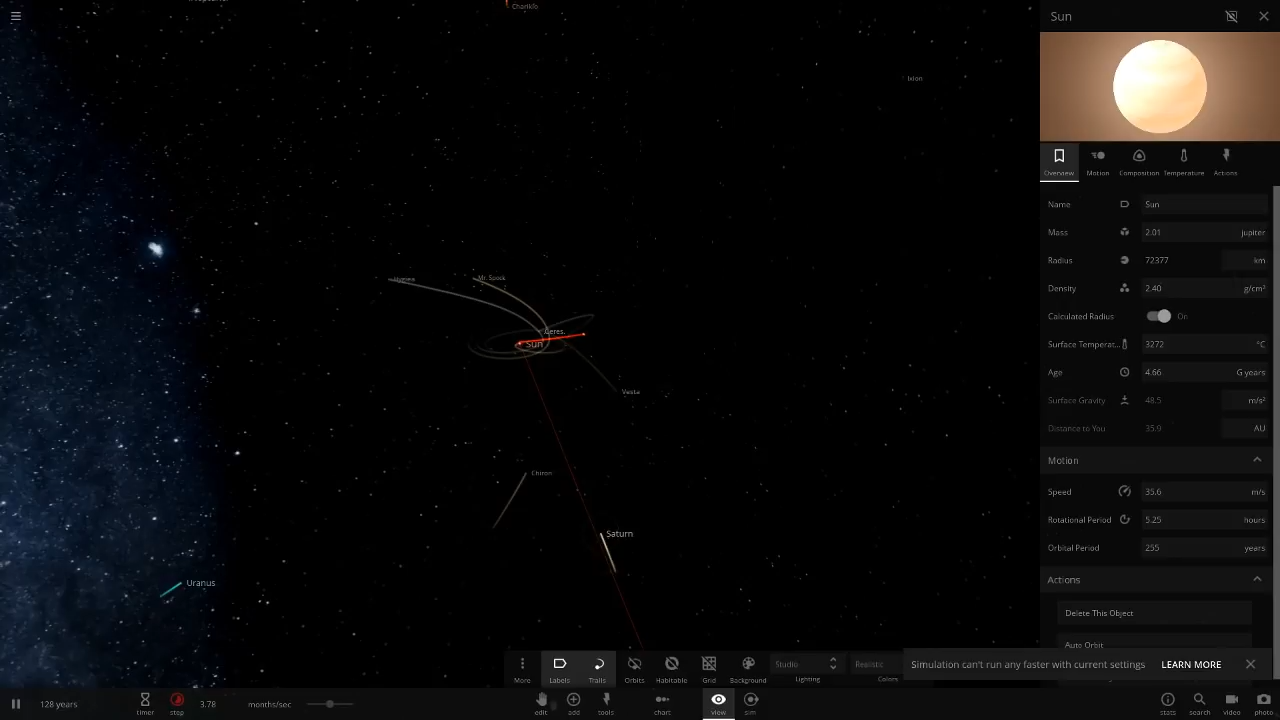 Chariklo
Sun
Ixion
Overview
Motion
Composition
Temperature
Actions
Name
Sun
Mass
2.01
jupiter
Radius
72377
km
Density
2.40
g/cm³
Calculated Radius
On
Surface Temperat...
3272
°C
Age
4.66
G years
Surface Gravity
48.5
m/s²
Distance to You
35.9
AU
Motion
Speed
35.6
m/s
Rotational Period
5.25
hours
Orbital Period
255
years
Actions
Delete This Object
Auto Orbit
Mr. Spock
Ceres
Sun
Vesta
Chiron
Saturn
Uranus
Simulation can't run any faster with current settings
LEARN MORE
More
Labels
Trails
Orbits
Habitable
Grid
Background
Studio
Lighting
Realistic
Colors
128 years
timer
step
3.78
months/sec
edit
add
tools
chart
view
sim
stats
search
video
photo